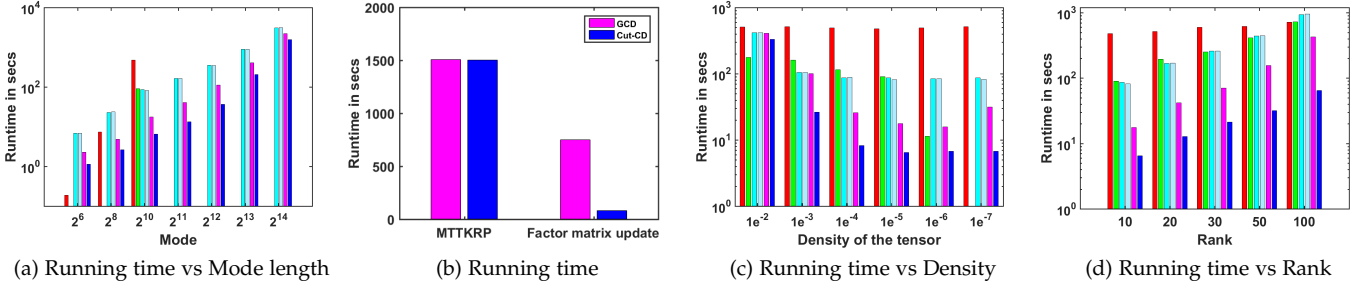 10^4
10^2
10^0
Runtime in secs
2^6 2^8 2^10 2^11 2^12 2^13 2^14
Mode
(a) Running time vs Mode length
2000
1500
1000
500
0
Runtime in secs
GCD
Cut-CD
MTTKRP Factor matrix update
(b) Running time
10^3
10^2
10^1
10^0
Runtime in secs
1e^-2 1e^-3 1e^-4 1e^-5 1e^-6 1e^-7
Density of the tensor
(c) Running time vs Density
10^3
10^2
10^1
10^0
Runtime in secs
10 20 30 50 100
Rank
(d) Running time vs Rank